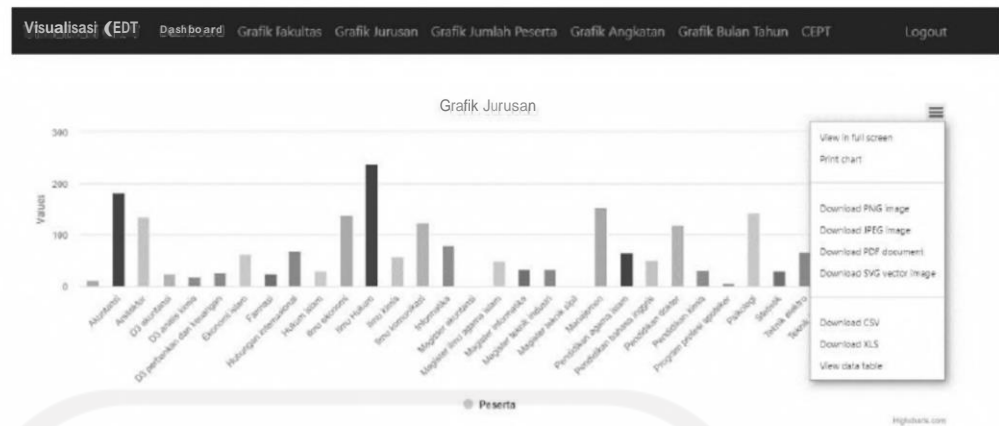 Visualisasi (EDT Dashboard Grafik Fakultas Grafik Jurusan Grafik Jumlah Peserta Grafik Angkatan Grafik Bulan Tahun CEPT Logout
Grafik Jurusan
View in full screen
Print chart
Download PNG image
Download JPEG image
Download PDF document
Download SVG vector image
Download CSV
Download XLS
View data table
Values
0
Akuntansi
Arsitektur
D3 akuntansi
D3 analis kimia
D3 perbankan dan keuangan
Ekonomi islam
Farmasi
Hubungan internasional
Hukum islam
Ilmu ekonomi
Ilmu Hukum
Ilmu kimia
Ilmu komunikasi
Informatika
Magister akuntansi
Magister ilmu agama islam
Magister informatika
Magister teknik industri
Magister teknik sipil
Manajemen
Pendidikan agama islam
Pendidikan bahasa inggris
Pendidikan dokter
Pendidikan kimia
Program profesi apoteker
Psikologi
Statistik
Teknik elektro
Peserta
Highcharts.com